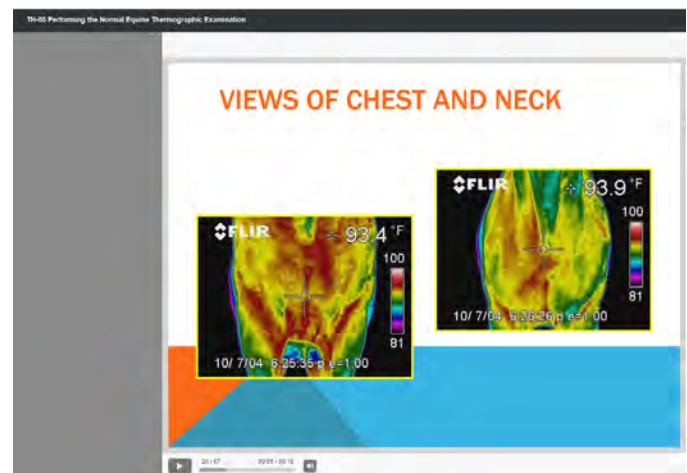 TH-03 Performing the Normal Equine Thermographic Examination
VIEWS OF CHEST AND NECK
FLIR 93.4 °F
100
81
10/ 7/04 6:25:35 p e=1.00
FLIR 93.9 °F
100
81
10/ 7/04 6:26:26 p e=1.00